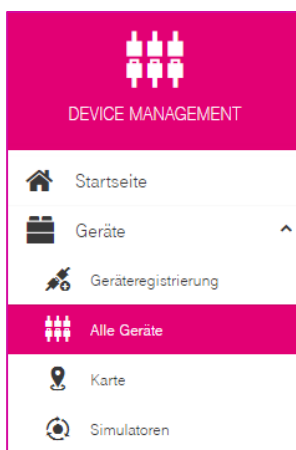 DEVICE MANAGEMENT
Startseite
Geräte
Geräteregistrierung
Alle Geräte
Karte
Simulatoren